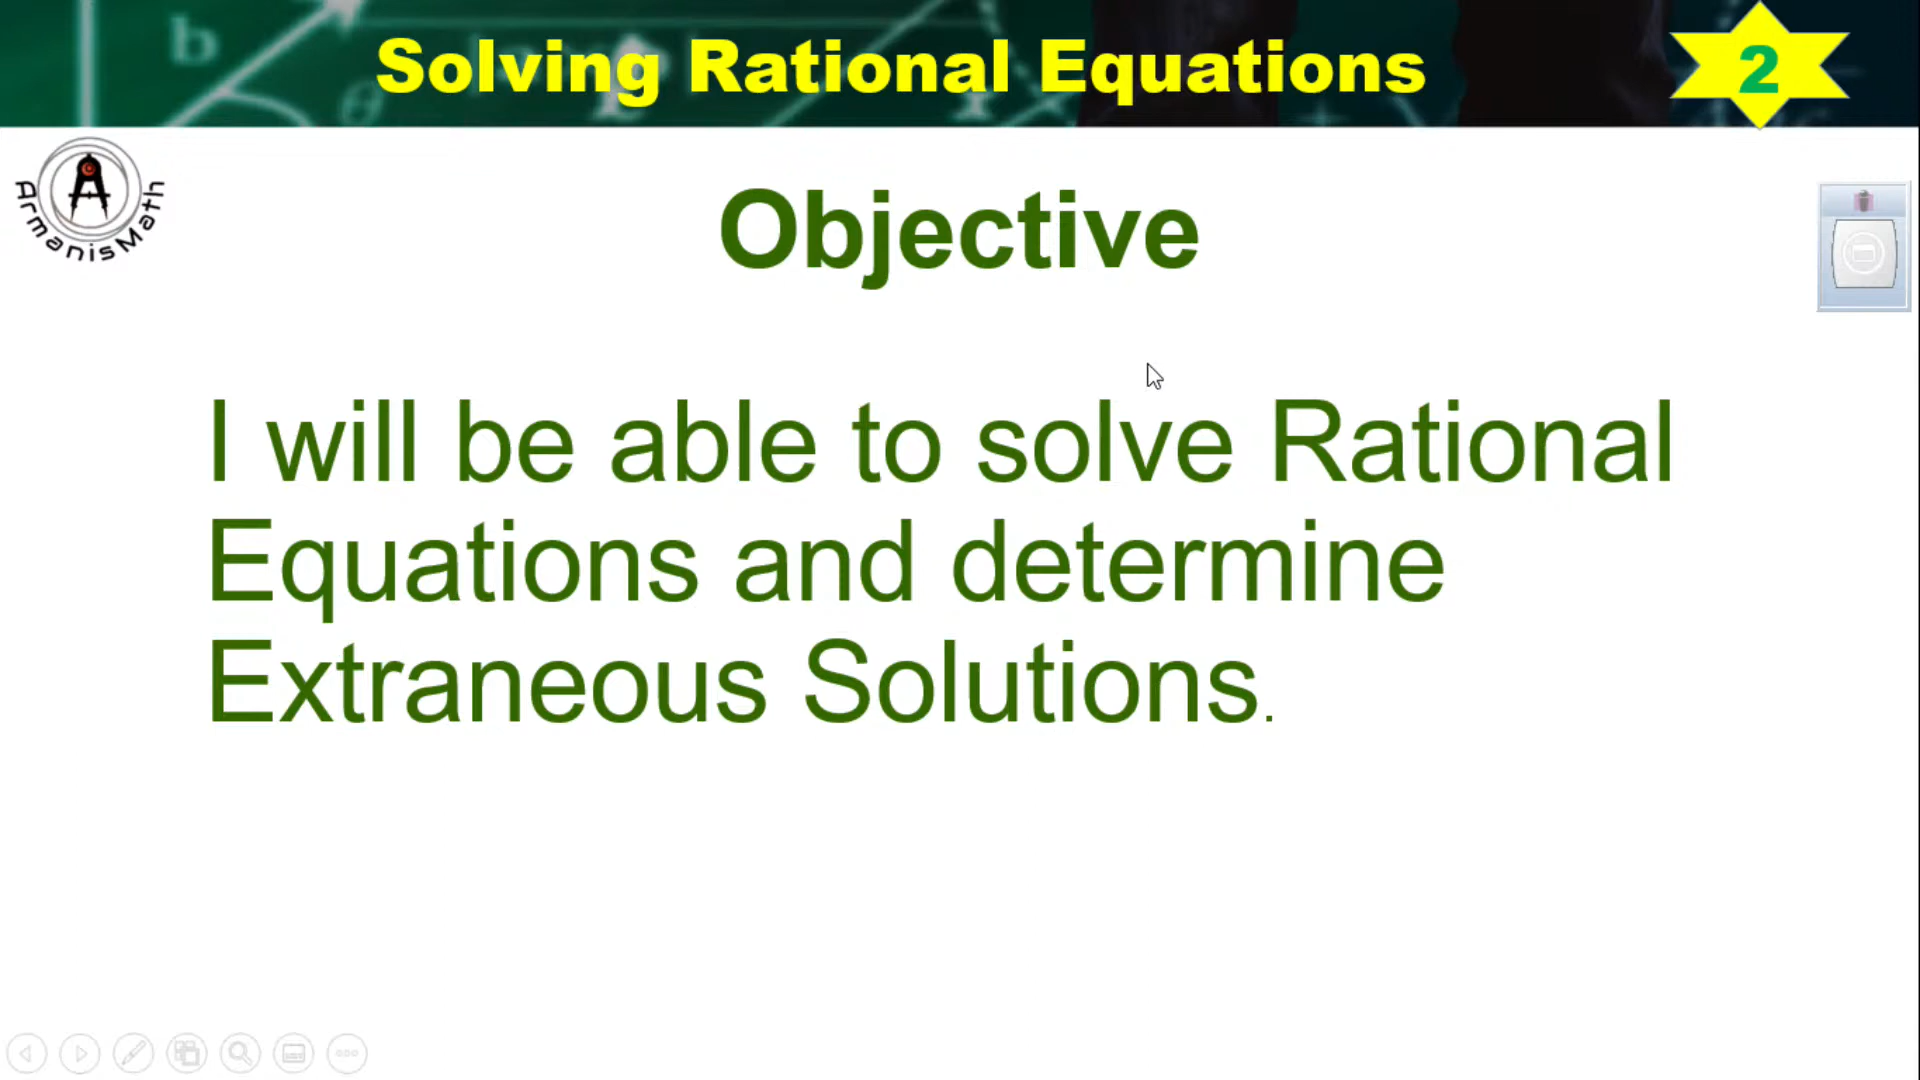 Solving Rational Equations
2
ArmanisMath
Objective
I will be able to solve Rational
Equations and determine
Extraneous Solutions.